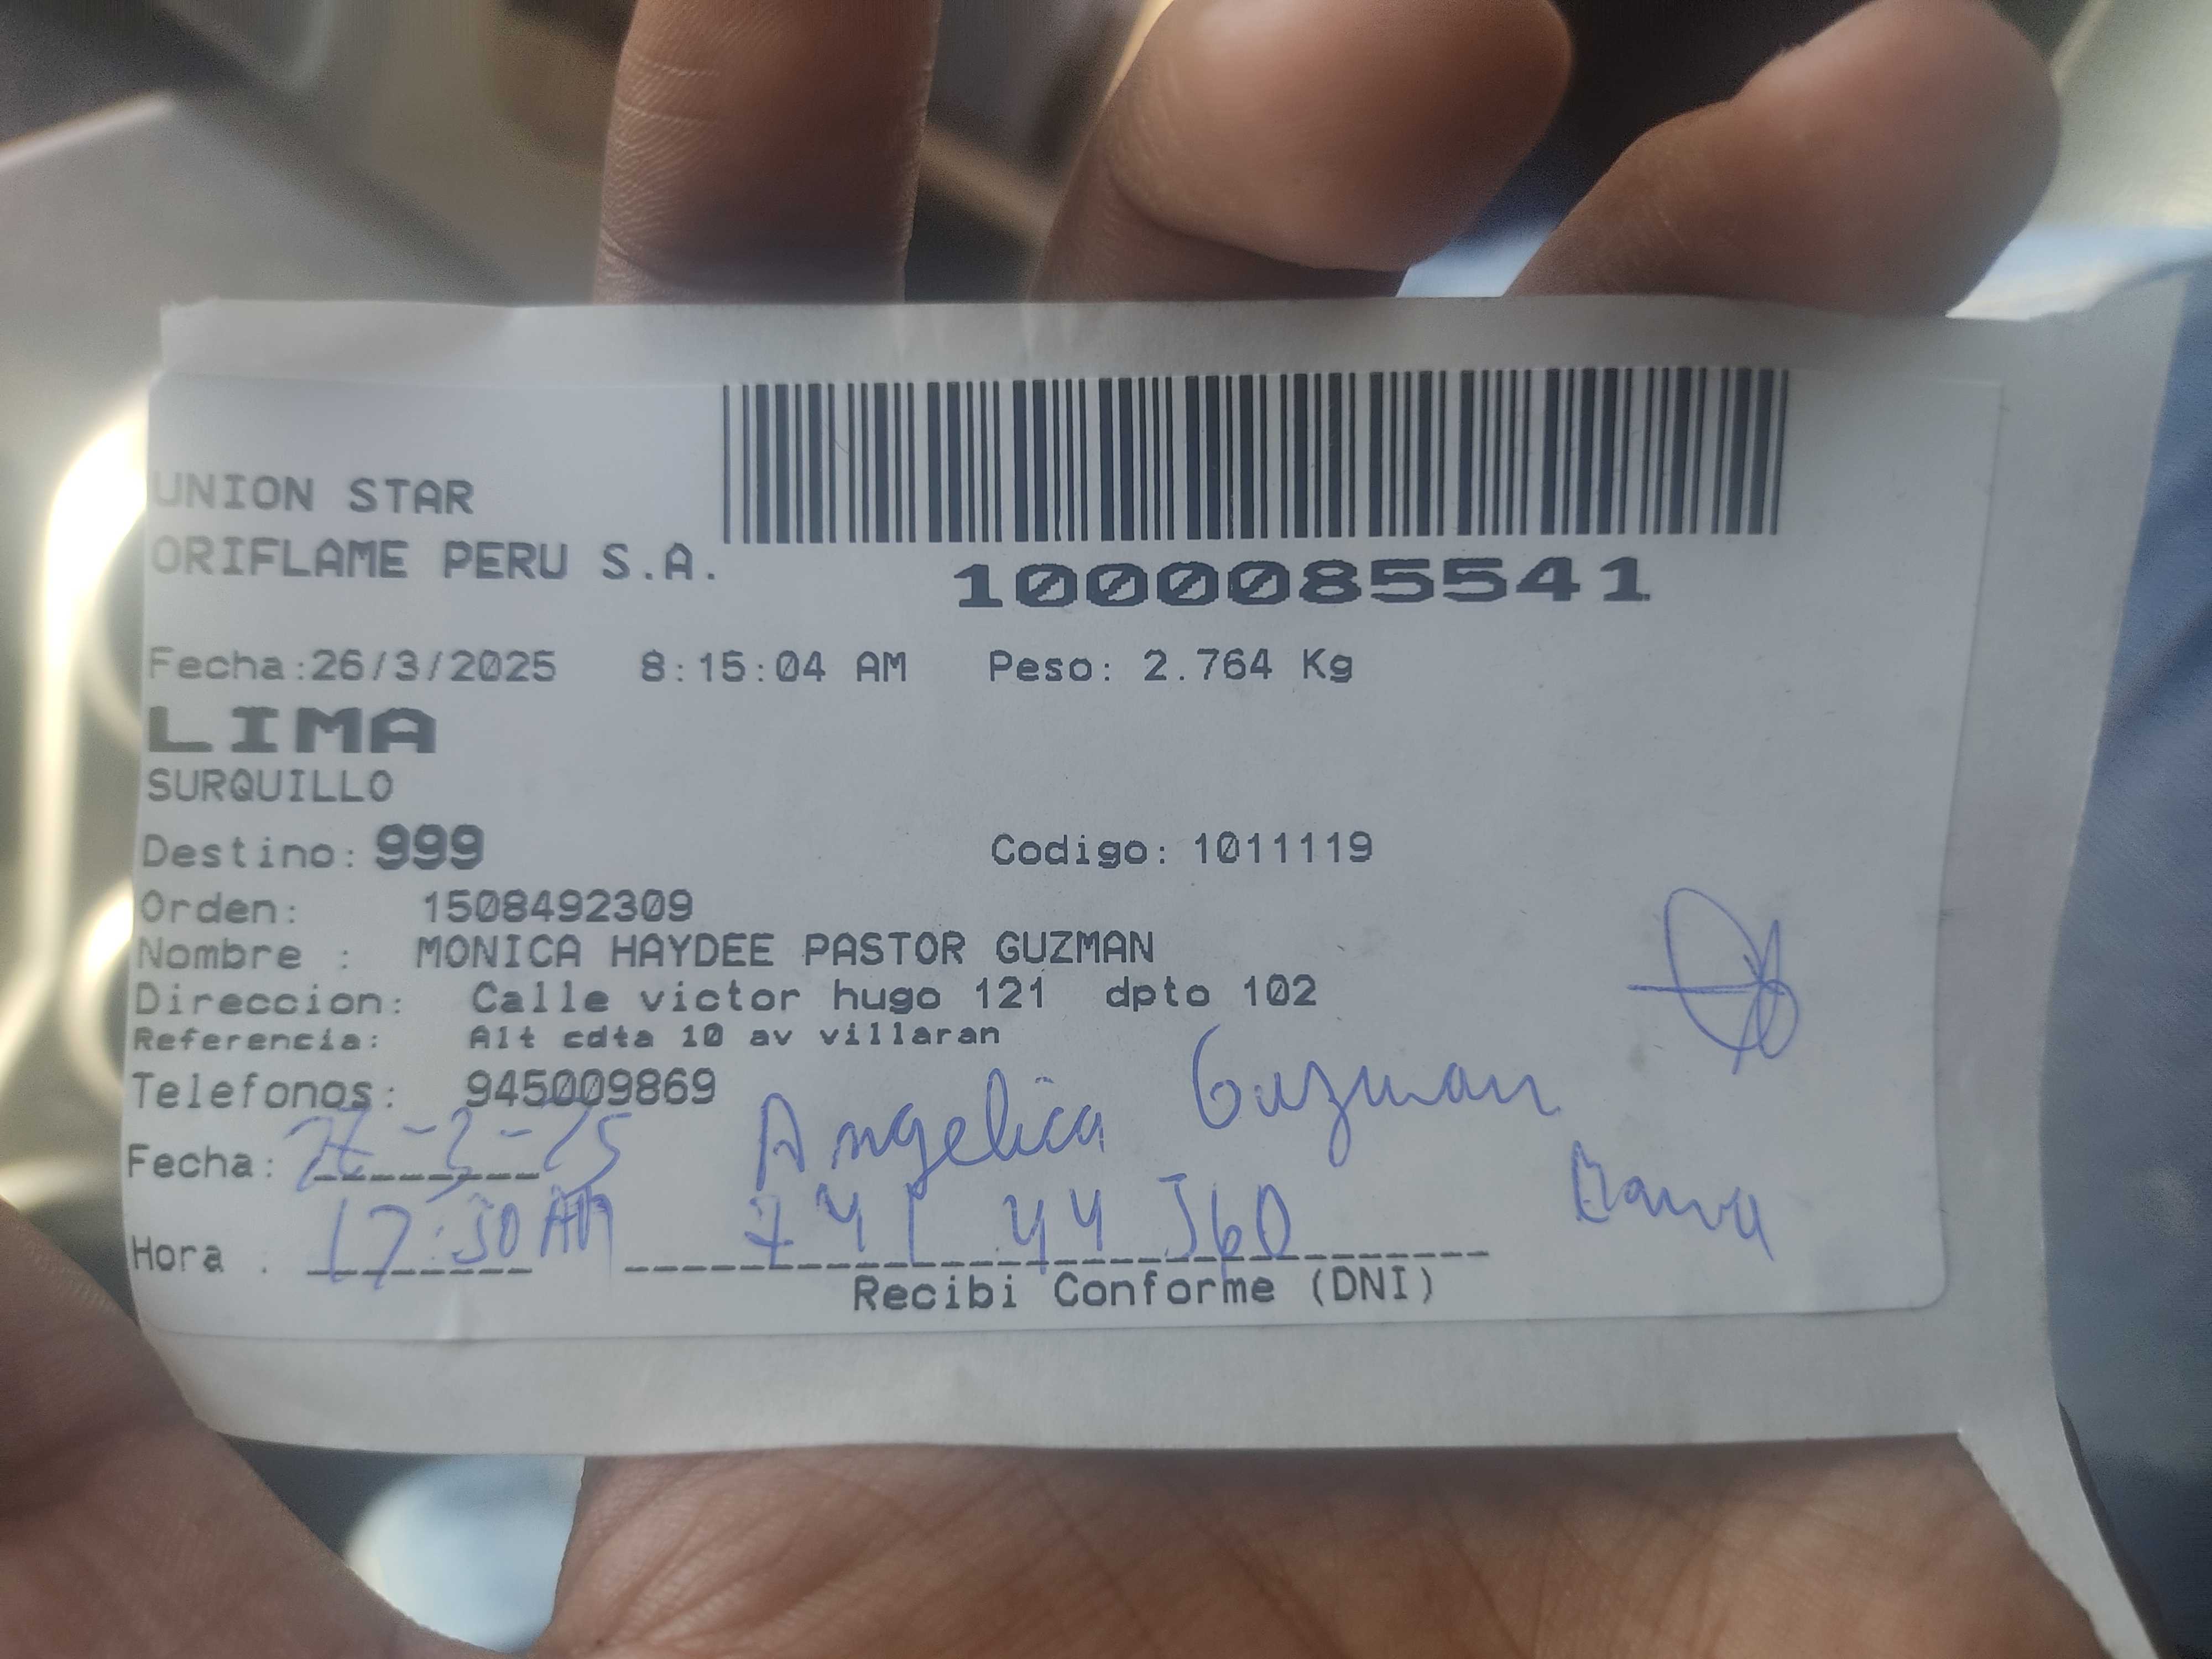 UNION STAR
ORIFLAME PERU S.A.
1000085541
Fecha:26/3/2025 8:15:04 AM Peso: 2.764 Kg
LIMA
SURQUILLO
Destino: 999 Codigo: 1011119
Orden: 1508492309
Nombre : MONICA HAYDEE PASTOR GUZMAN
Direccion: Calle victor hugo 121 dpto 102
Referencia: Alt cdta 10 av villaran
Telefonos: 945009869
Angelica Guzman
Fecha:
Hora :
Recibi Conforme (DNI)